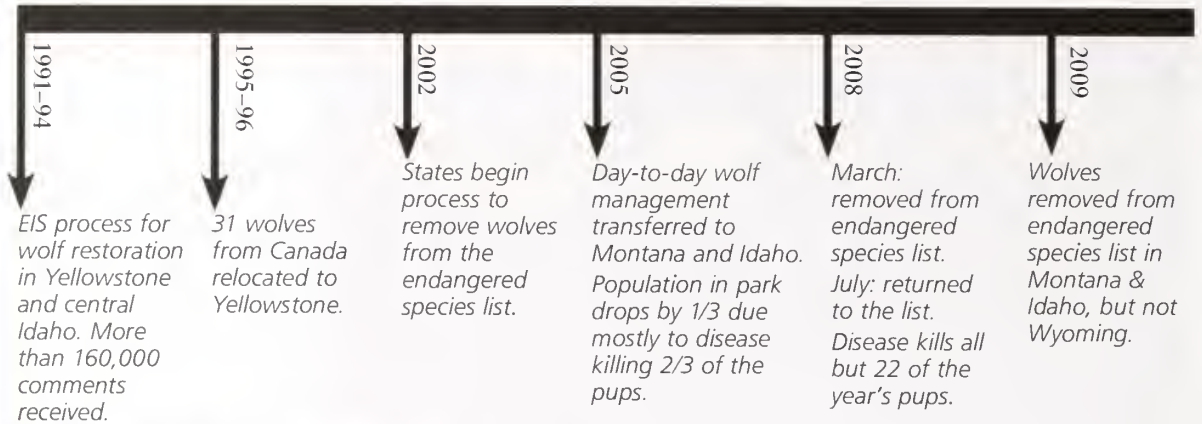 1991–94
EIS process for
wolf restoration
in Yellowstone
and central
Idaho. More
than 160,000
comments
received.
1995–96
31 wolves
from Canada
relocated to
Yellowstone.
2002
States begin
process to
remove wolves
from the
endangered
species list.
2005
Day-to-day wolf
management
transferred to
Montana and Idaho.
Population in park
drops by 1/3 due
mostly to disease
killing 2/3 of the
pups.
2008
March:
removed from
endangered
species list.
July: returned
to the list.
Disease kills all
but 22 of the
year's pups.
2009
Wolves
removed from
endangered
species list in
Montana &
Idaho, but not
Wyoming.